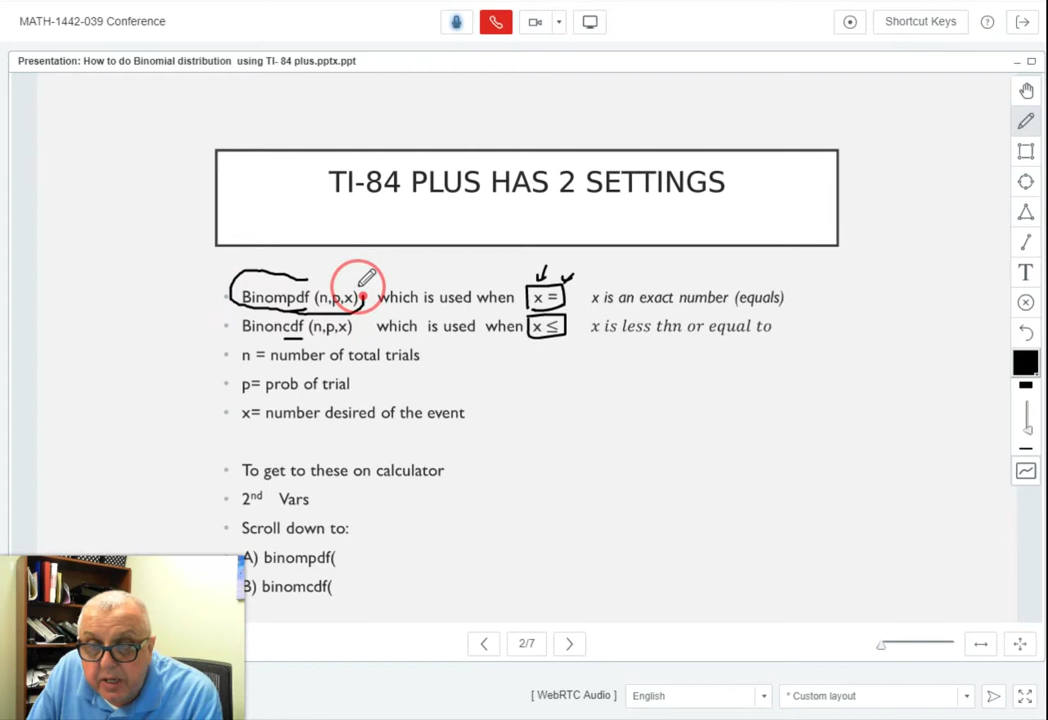 MATH-1442-039 Conference
Shortcut Keys
Presentation: How to do Binomial distribution using TI- 84 plus.pptx.ppt
TI-84 PLUS HAS 2 SETTINGS
• Binompdf (n,p,x) which is used when x = x is an exact number (equals)
• Binoncdf (n,p,x) which is used when x ≤ x is less thn or equal to
• n = number of total trials
• p= prob of trial
• x= number desired of the event
• To get to these on calculator
• 2nd Vars
• Scroll down to:
A) binompdf(
B) binomcdf(
2/7
[ WebRTC Audio ] English * Custom layout